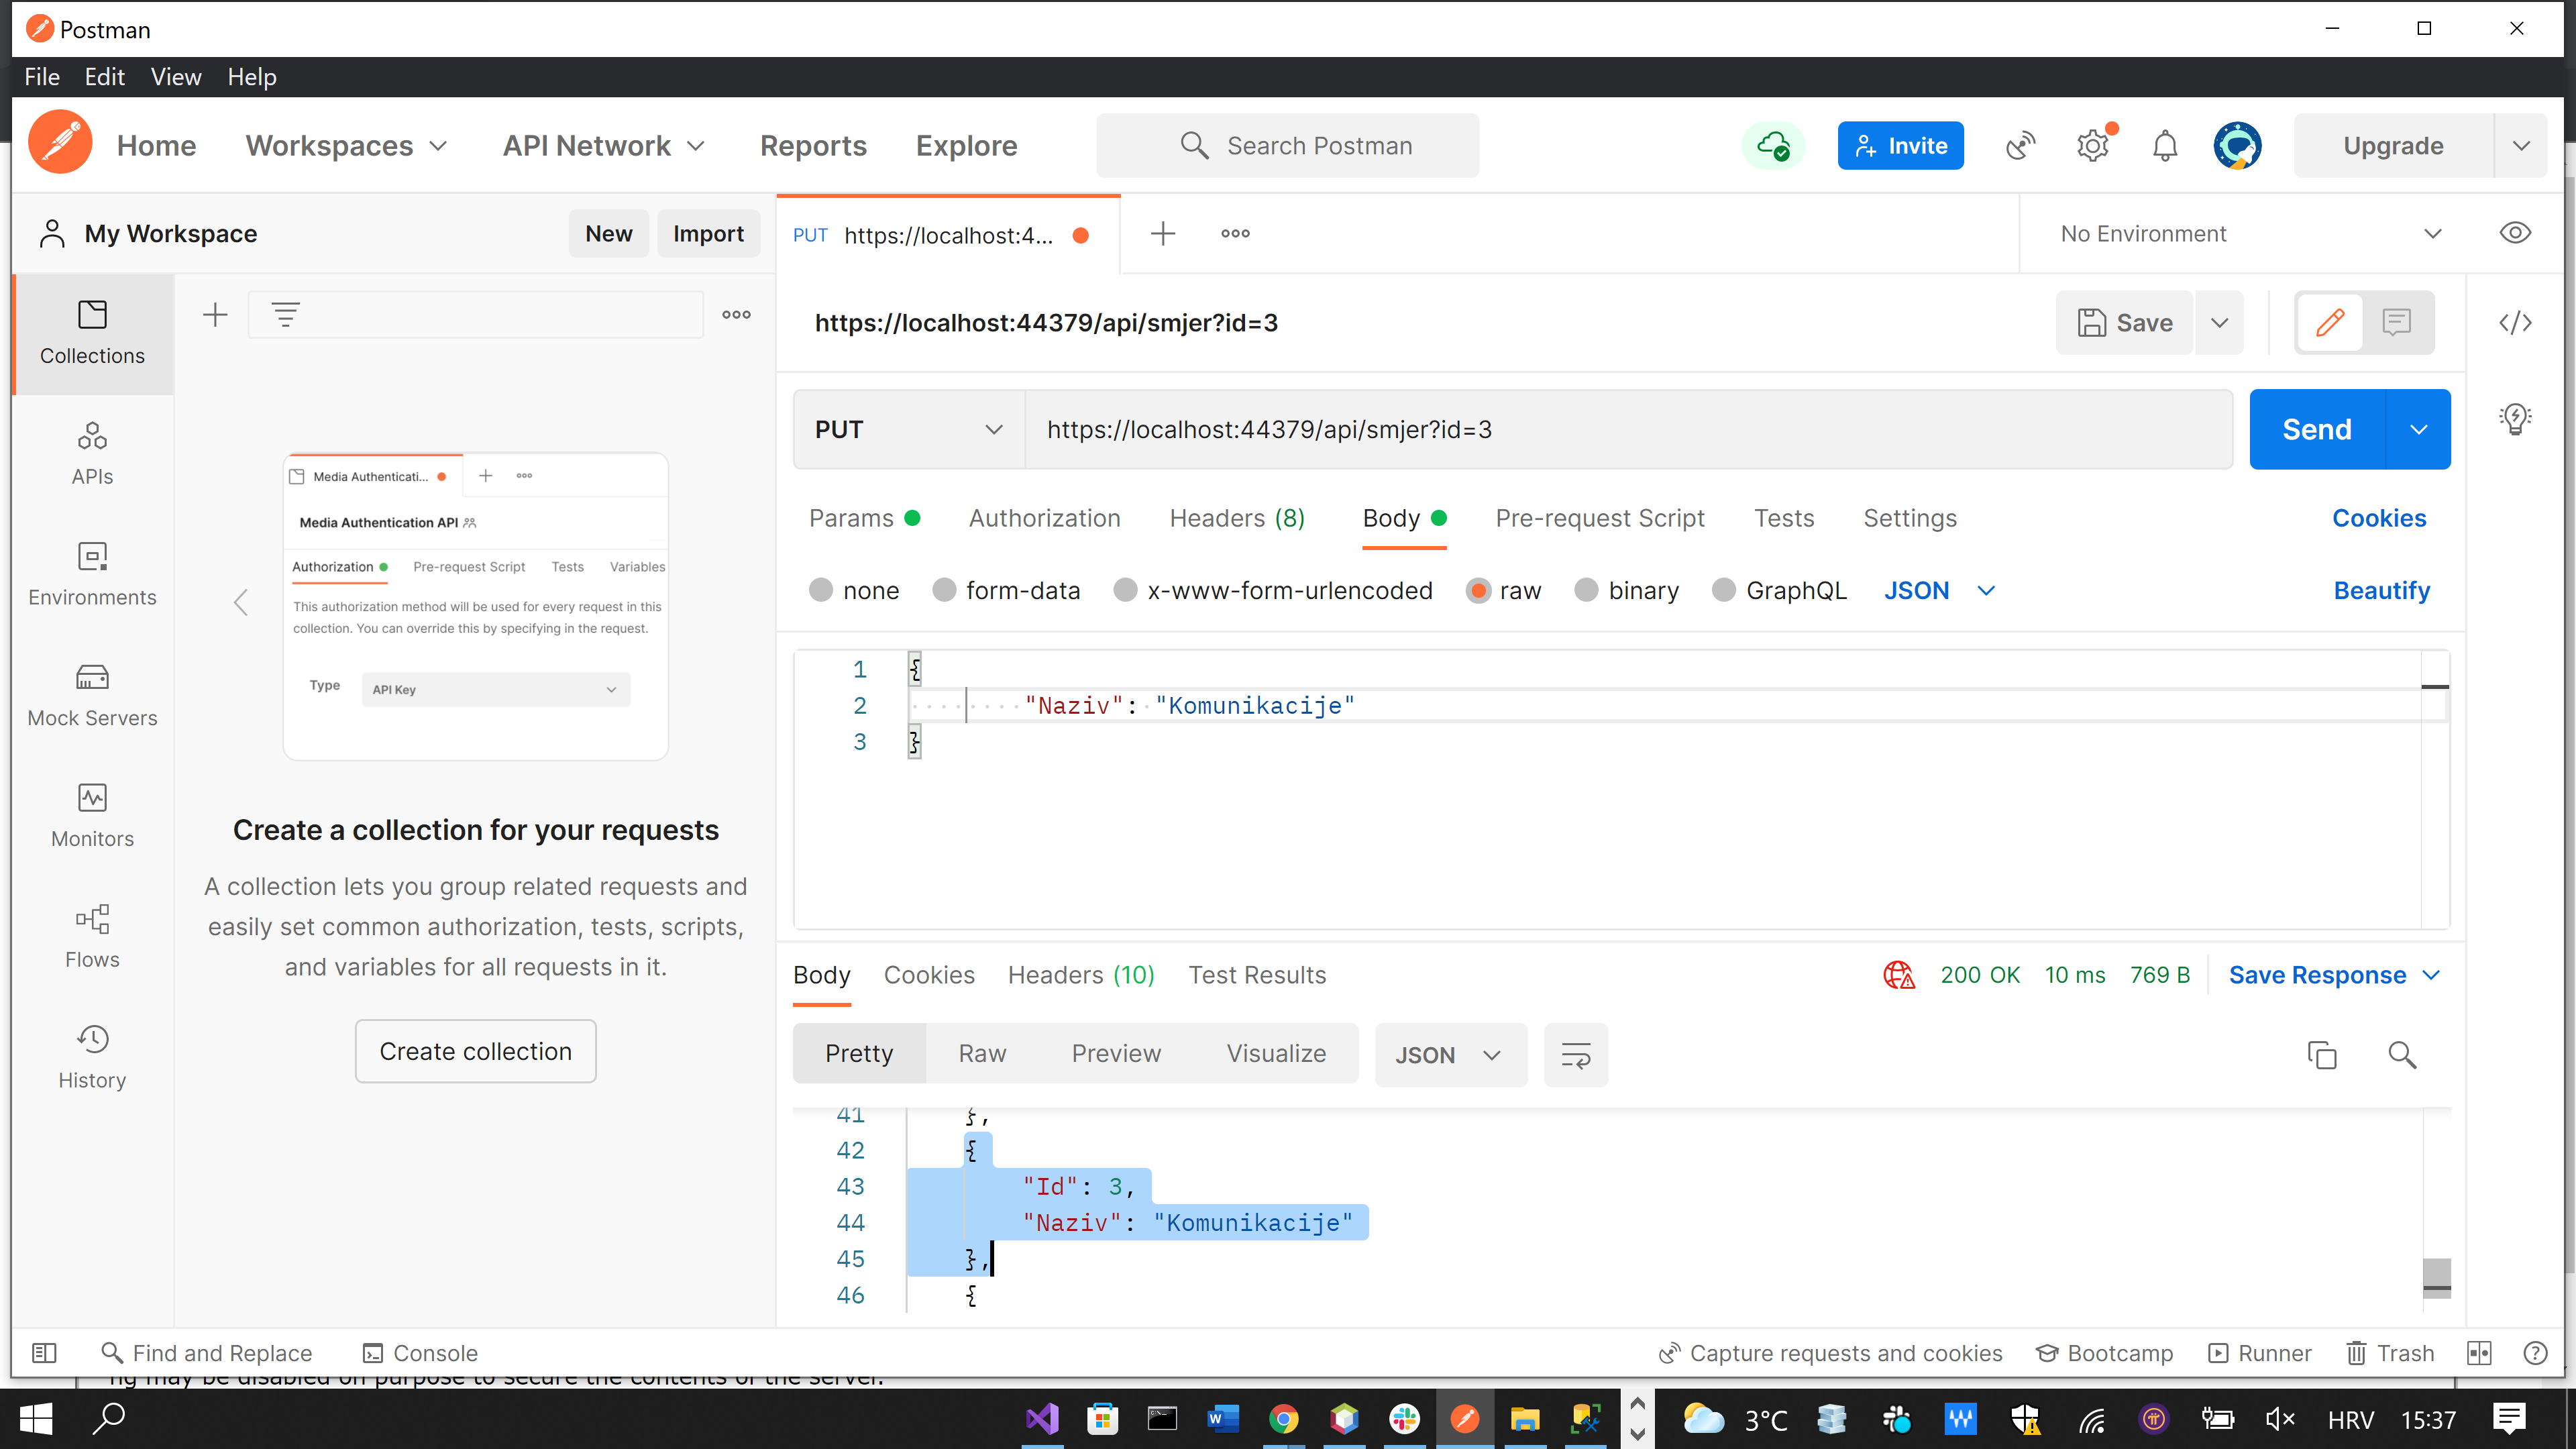 Postman
File Edit View Help
Home Workspaces API Network Reports Explore Search Postman Invite Upgrade
My Workspace New Import PUT https://localhost:4... No Environment
Collections
APIs
Environments
Mock Servers
Monitors
Flows
History
Media Authenticati...
Media Authentication API
Authorization Pre-request Script Tests Variables
This authorization method will be used for every request in this
collection. You can override this by specifying in the request.
Type API Key
Create a collection for your requests
A collection lets you group related requests and
easily set common authorization, tests, scripts,
and variables for all requests in it.
Create collection
https://localhost:44379/api/smjer?id=3 Save
PUT https://localhost:44379/api/smjer?id=3 Send
Params Authorization Headers (8) Body Pre-request Script Tests Settings Cookies
none form-data x-www-form-urlencoded raw binary GraphQL JSON Beautify
1 {
2 "Naziv": "Komunikacije"
3 }
Body Cookies Headers (10) Test Results 200 OK 10 ms 769 B Save Response
Pretty Raw Preview Visualize JSON
41 },
42 {
43 "Id": 3,
44 "Naziv": "Komunikacije"
45 },
46 {
Find and Replace Console Capture requests and cookies Bootcamp Runner Trash
ng may be disabled on purpose to secure the contents of the server.
3°C HRV 15:37